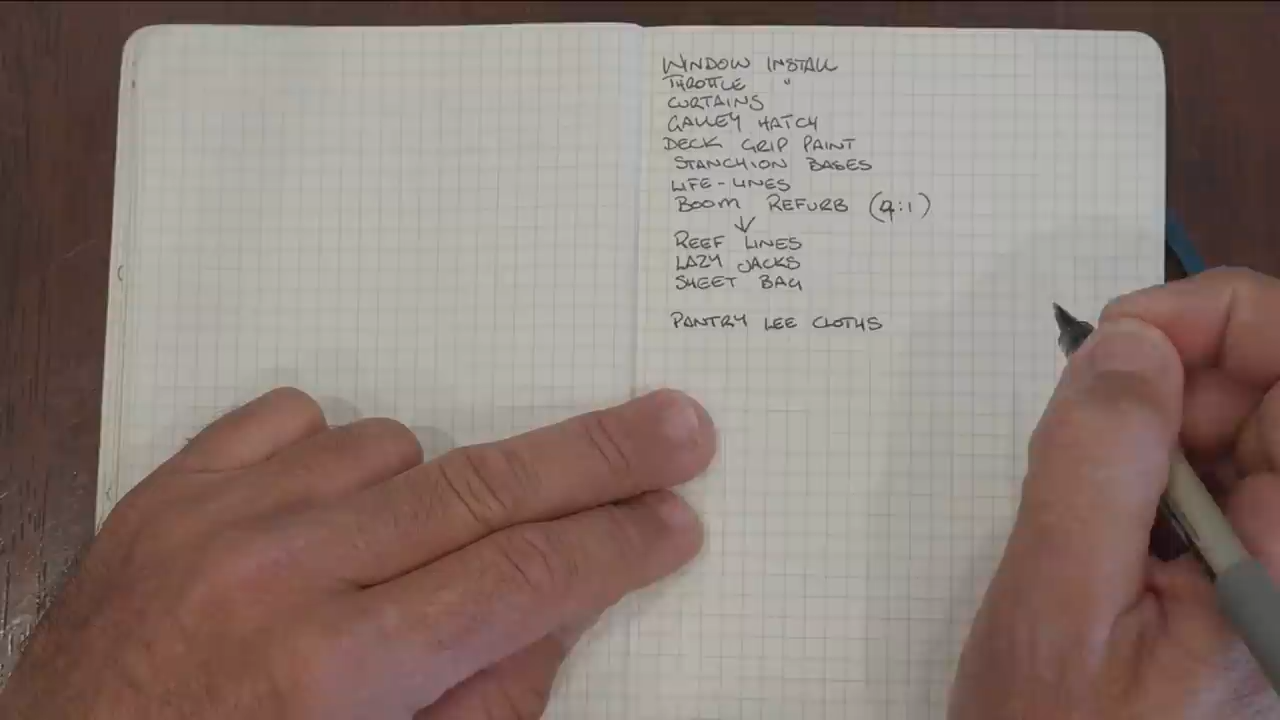 WINDOW INSTALL
THROTTLE "
CURTAINS
GALLEY HATCH
DECK GRIP PAINT
STANCHION BASES
LIFE-LINES
BOOM REFURB (4:1)
↓
REEF LINES
LAZY JACKS
SHEET BAG
PANTRY LEE CLOTHS